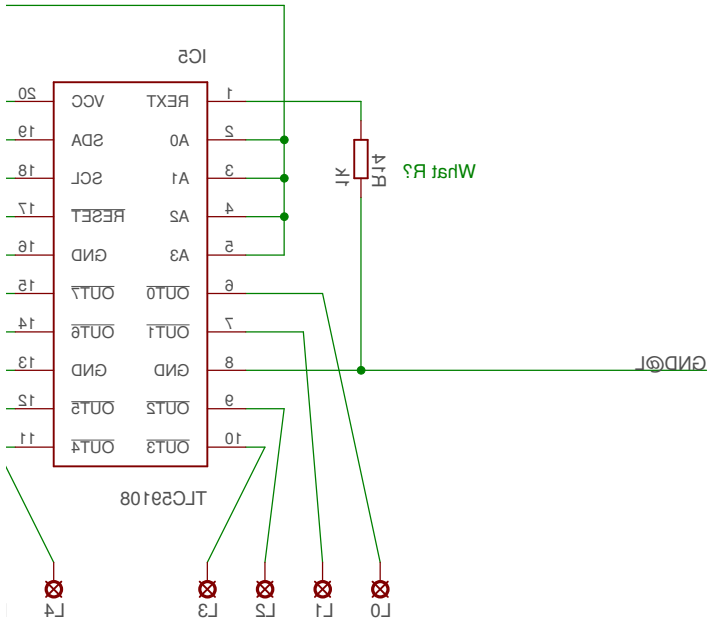 IC5
20 VCC REXT 1
19 SDA A0 2
18 SCL A1 3
17 RESET A2 4
16 GND A3 5
15 OUT7 OUT0 6
14 OUT6 OUT1 7
13 GND GND 8
12 OUT5 OUT2 9
11 OUT4 OUT3 10
TLC59108
1k
R14
What R?
GND@L
L4
L3
L2
L1
L0